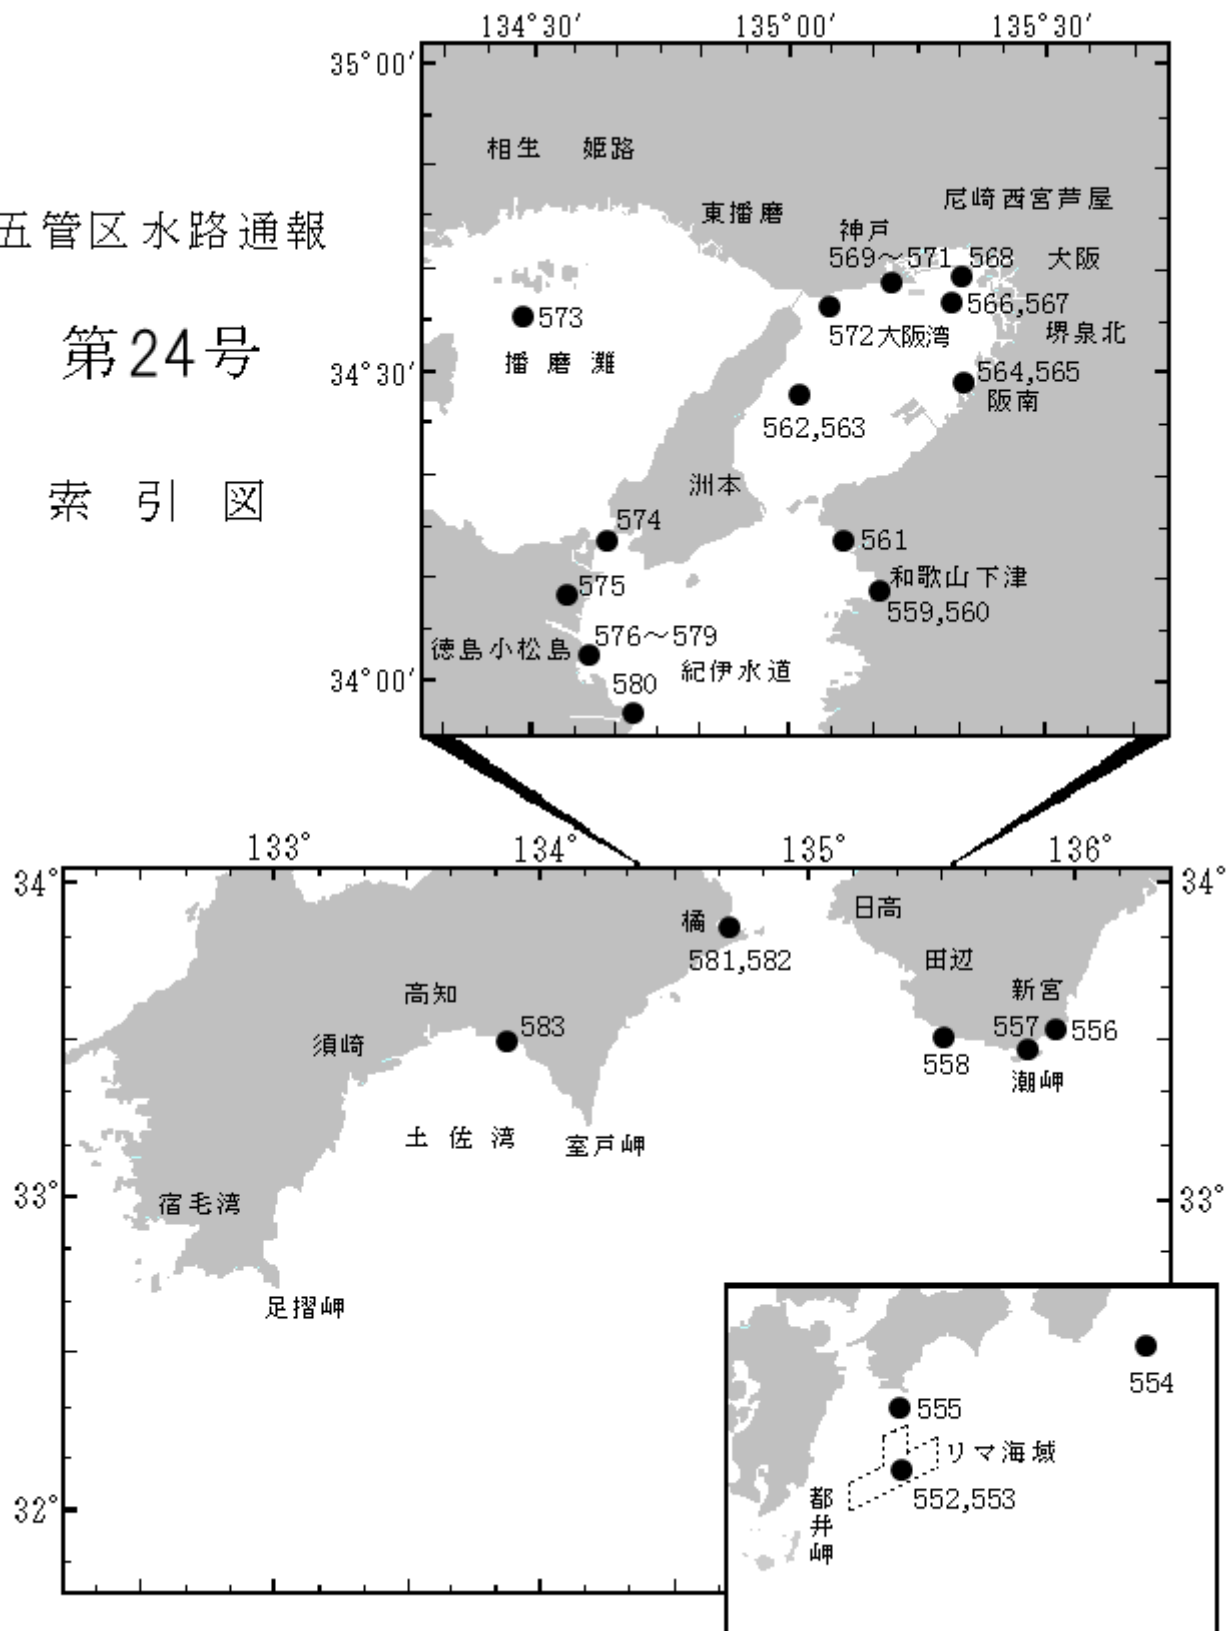 134°30′ 135°00′ 135°30′
35°00′
相生 姫路
尼崎西宮芦屋
東播磨
五管区水路通報
神戸
569～571 568 大阪
573
566,567
572 大阪湾 堺泉北
第24号
播磨灘
34°30′
564,565
阪南
562,563
索引図
洲本
574
561
575
和歌山下津
559,560
576～579
徳島小松島
紀伊水道
34°00′
580
133° 134° 135° 136°
34° 34°
橘
日高
581,582
田辺
高知
新宮
583
557 556
須崎
558
潮岬
土佐湾
室戸岬
33° 33°
宿毛湾
足摺岬
554
555
リマ海域
552,553
都井岬
32°